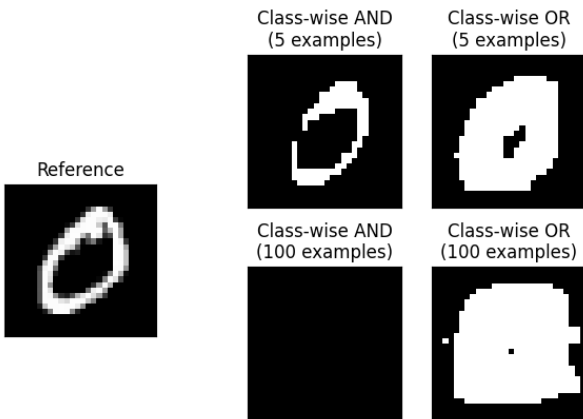 Class-wise AND
(5 examples)
Class-wise OR
(5 examples)
Reference
Class-wise AND
(100 examples)
Class-wise OR
(100 examples)